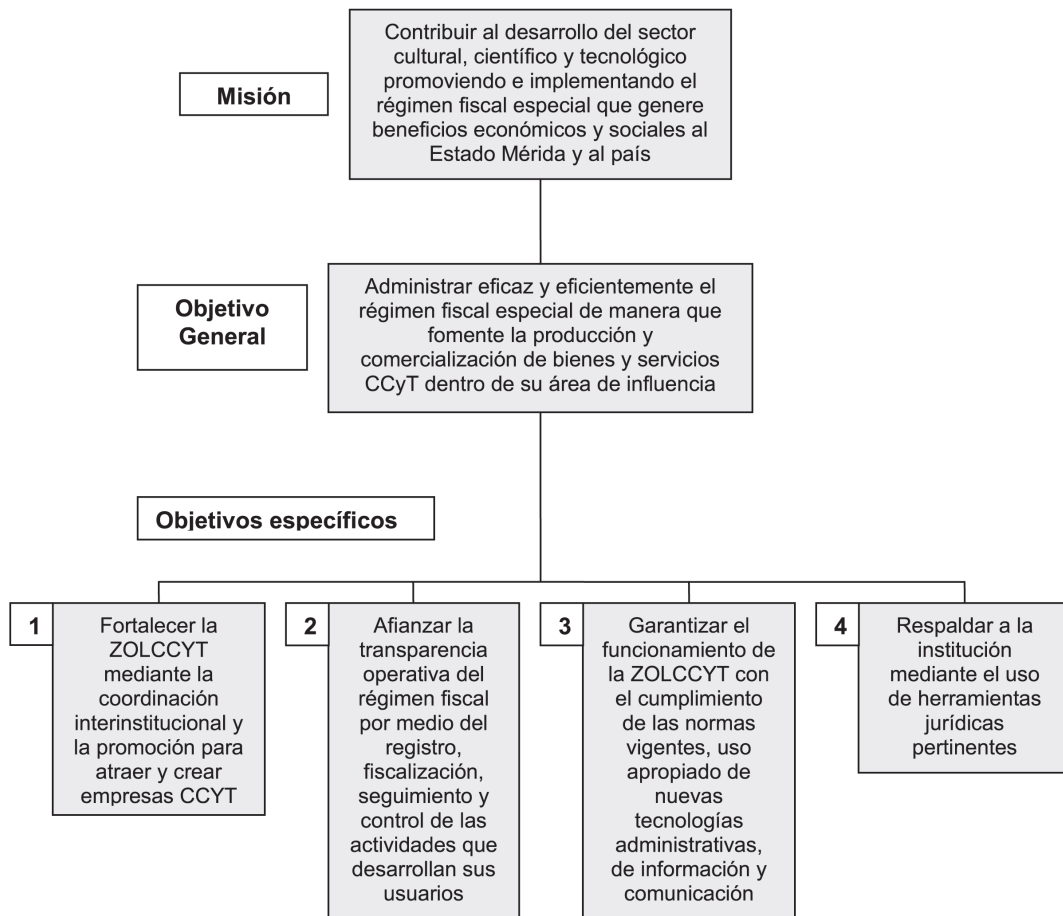 Misión
Contribuir al desarrollo del sector
cultural, científico y tecnológico
promoviendo e implementando el
régimen fiscal especial que genere
beneficios económicos y sociales al
Estado Mérida y al país
Objetivo
General
Administrar eficaz y eficientemente el
régimen fiscal especial de manera que
fomente la producción y
comercialización de bienes y servicios
CCyT dentro de su área de influencia
Objetivos específicos
1
Fortalecer la
ZOLCCYT
mediante la
coordinación
interinstitucional y
la promoción para
atraer y crear
empresas CCYT
2
Afianzar la
transparencia
operativa del
régimen fiscal
por medio del
registro,
fiscalización,
seguimiento y
control de las
actividades que
desarrollan sus
usuarios
3
Garantizar el
funcionamiento de
la ZOLCCYT con
el cumplimiento
de las normas
vigentes, uso
apropiado de
nuevas
tecnologías
administrativas,
de información y
comunicación
4
Respaldar a la
institución
mediante el uso
de herramientas
jurídicas
pertinentes